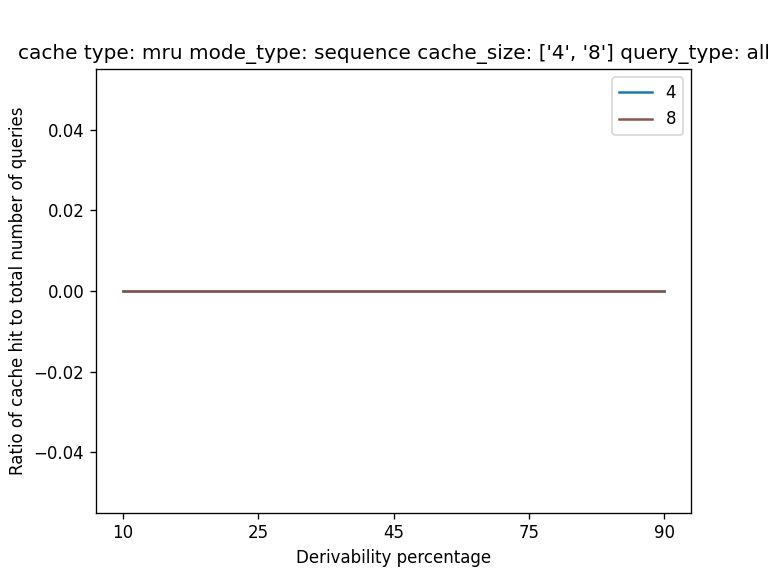 cache type: mru mode_type: sequence cache_size: ['4', '8'] query_type: all
4
8
Ratio of cache hit to total number of queries
0.04
0.02
0.00
−0.02
−0.04
10 25 45 75 90
Derivability percentage